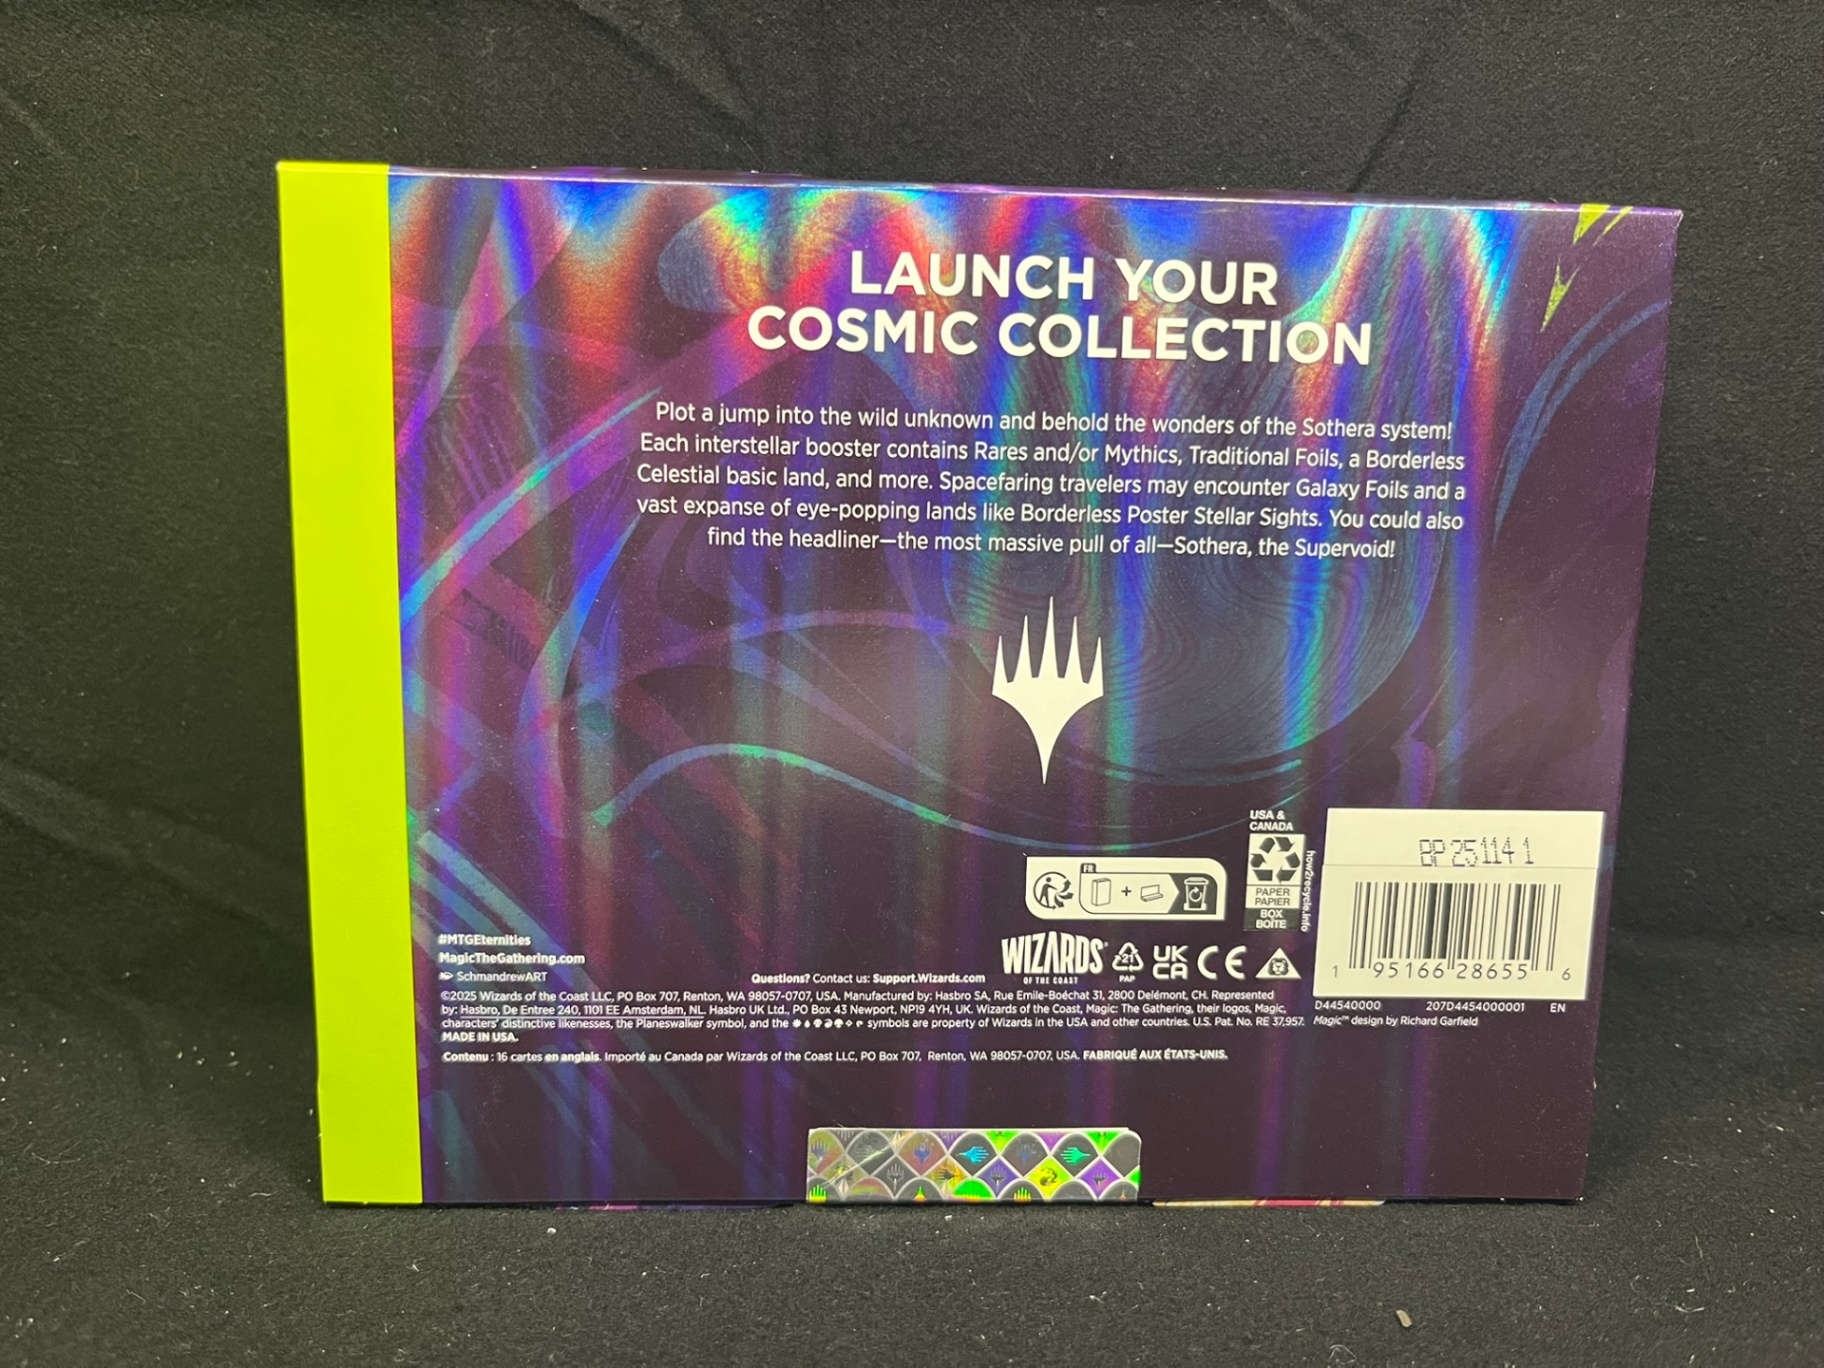 LAUNCH YOUR
COSMIC COLLECTION
Plot a jump into the wild unknown and behold the wonders of the Sothera system!
Each interstellar booster contains Rares and/or Mythics, Traditional Foils, a Borderless
Celestial basic land, and more. Spacefaring travelers may encounter Galaxy Foils and a
vast expanse of eye-popping lands like Borderless Poster Stellar Sights. You could also
find the headliner—the most massive pull of all—Sothera, the Supervoid!
USA &
CANADA
PAPER
PAPIER
BOX
BOÎTE
how2recycle.info
FR
+
BP 25114 1
1 95166 28655 6
D44540000 207D4454000001 EN
Magic™ design by Richard Garfield
#MTGEternities
MagicTheGathering.com
SchmandrewART
Questions? Contact us: Support.Wizards.com
WIZARDS®
OF THE COAST
21
PAP
UK
CA
CE
©2025 Wizards of the Coast LLC, PO Box 707, Renton, WA 98057-0707, USA. Manufactured by: Hasbro SA, Rue Emile-Boéchat 31, 2800 Delémont, CH. Represented
by: Hasbro, De Entree 240, 1101 EE Amsterdam, NL. Hasbro UK Ltd., PO Box 43 Newport, NP19 4YH, UK. Wizards of the Coast, Magic: The Gathering, their logos, Magic,
characters' distinctive likenesses, the Planeswalker symbol, and the symbols are property of Wizards in the USA and other countries. U.S. Pat. No. RE 37,957.
MADE IN USA.
Contenu : 16 cartes en anglais. Importé au Canada par Wizards of the Coast LLC, PO Box 707, Renton, WA 98057-0707, USA. FABRIQUÉ AUX ÉTATS-UNIS.